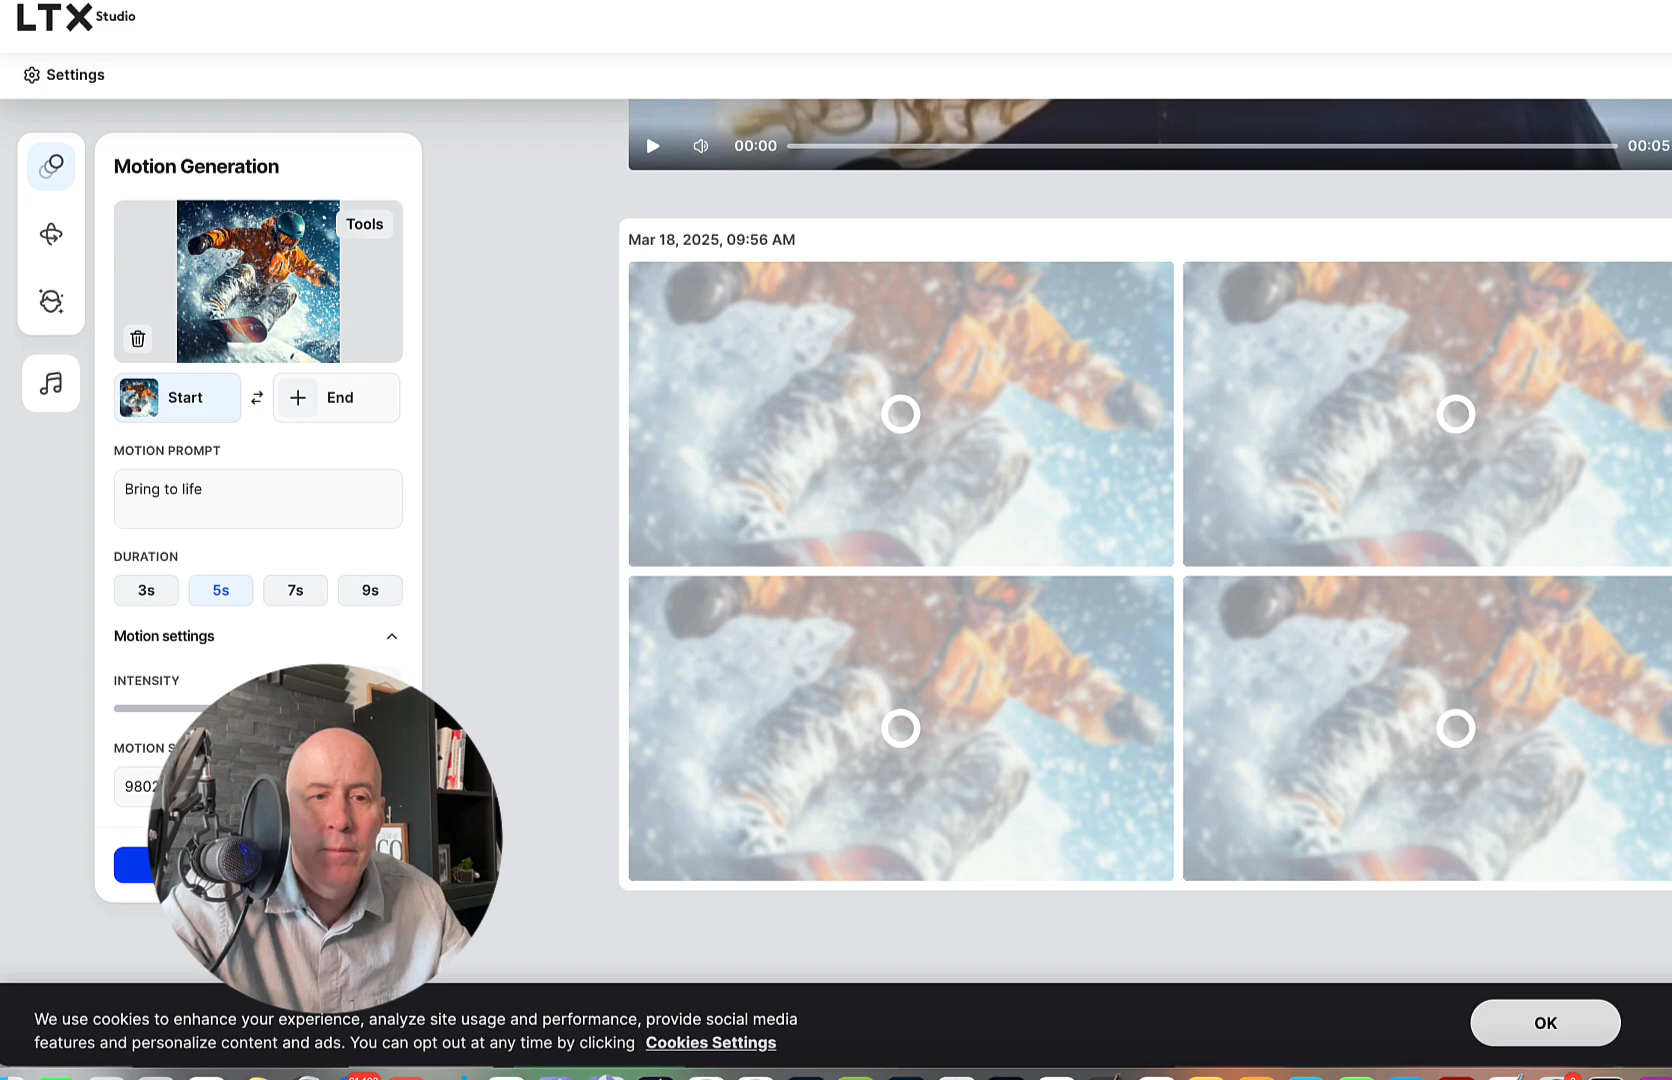 LTX Studio
Settings
Motion Generation
Tools
Start
End
MOTION PROMPT
Bring to life
DURATION
3s 5s 7s 9s
Motion settings
INTENSITY
MOTION S
9802
00:00 00:05
Mar 18, 2025, 09:56 AM
We use cookies to enhance your experience, analyze site usage and performance, provide social media
features and personalize content and ads. You can opt out at any time by clicking Cookies Settings
OK